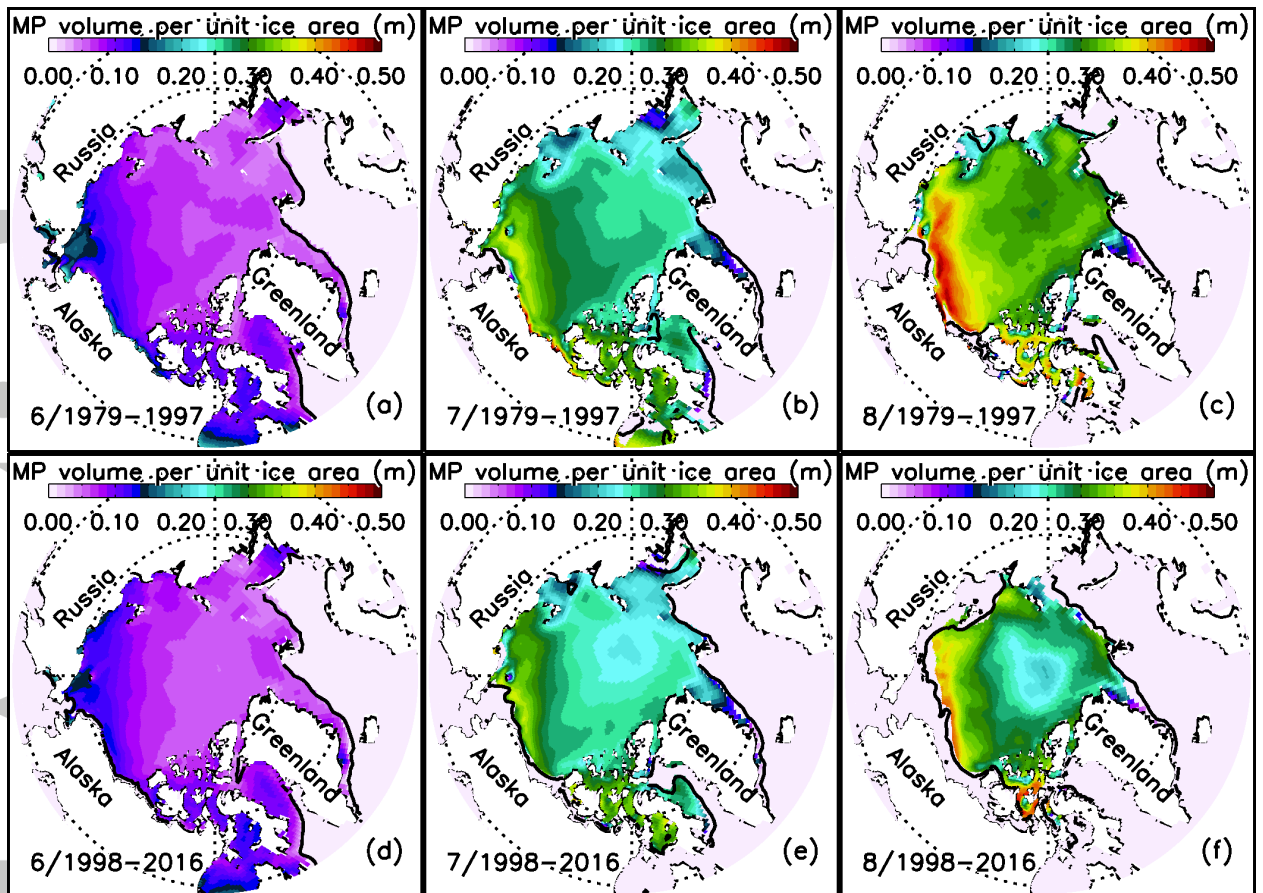 MP volume per unit ice area (m)
0.00 0.10 0.20 0.30 0.40 0.50
Russia
Greenland
Alaska
6/1979-1997
(a)
MP volume per unit ice area (m)
0.00 0.10 0.20 0.30 0.40 0.50
Russia
Greenland
Alaska
7/1979-1997
(b)
MP volume per unit ice area (m)
0.00 0.10 0.20 0.30 0.40 0.50
Russia
Greenland
Alaska
8/1979-1997
(c)
MP volume per unit ice area (m)
0.00 0.10 0.20 0.30 0.40 0.50
Russia
Greenland
Alaska
6/1998-2016
(d)
MP volume per unit ice area (m)
0.00 0.10 0.20 0.30 0.40 0.50
Russia
Greenland
Alaska
7/1998-2016
(e)
MP volume per unit ice area (m)
0.00 0.10 0.20 0.30 0.40 0.50
Russia
Greenland
Alaska
8/1998-2016
(f)